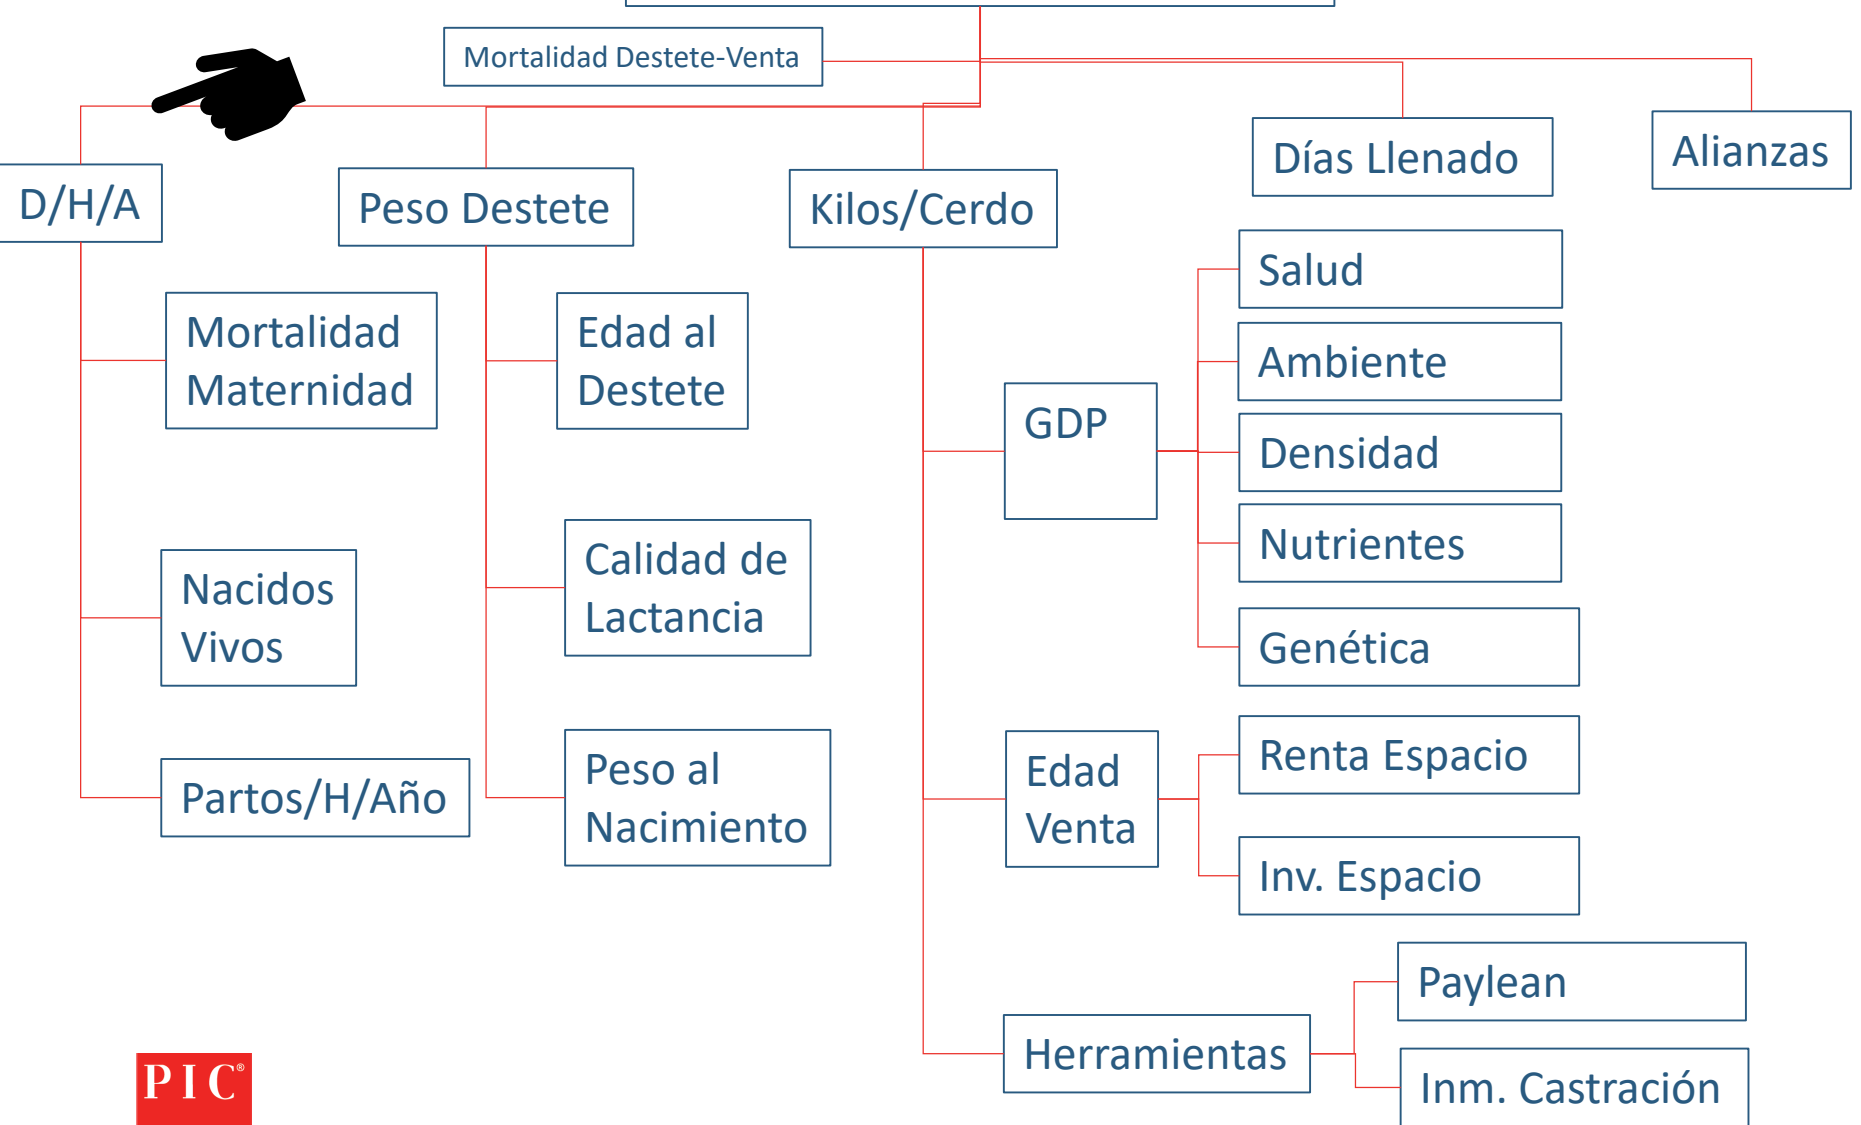 Mortalidad Destete-Venta
D/H/A
Peso Destete
Kilos/Cerdo
Días Llenado
Alianzas
Mortalidad
Maternidad
Nacidos
Vivos
Partos/H/Año
Edad al
Destete
Calidad de
Lactancia
Peso al
Nacimiento
GDP
Salud
Ambiente
Densidad
Nutrientes
Genética
Edad
Venta
Renta Espacio
Inv. Espacio
Herramientas
Paylean
Inm. Castración
PIC®